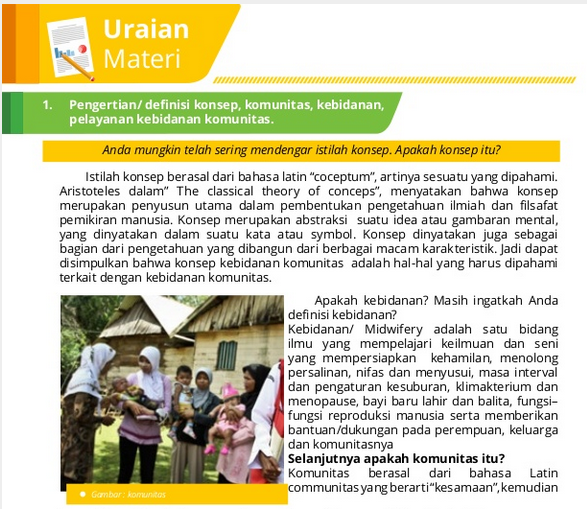 Uraian
Materi
1. Pengertian/ definisi konsep, komunitas, kebidanan,
pelayanan kebidanan komunitas.
Anda mungkin telah sering mendengar istilah konsep. Apakah konsep itu?
Istilah konsep berasal dari bahasa latin “coceptum”, artinya sesuatu yang dipahami.
Aristoteles dalam” The classical theory of conceps”, menyatakan bahwa konsep
merupakan penyusun utama dalam pembentukan pengetahuan ilmiah dan filsafat
pemikiran manusia. Konsep merupakan abstraksi suatu idea atau gambaran mental,
yang dinyatakan dalam suatu kata atau symbol. Konsep dinyatakan juga sebagai
bagian dari pengetahuan yang dibangun dari berbagai macam karakteristik. Jadi dapat
disimpulkan bahwa konsep kebidanan komunitas adalah hal-hal yang harus dipahami
terkait dengan kebidanan komunitas.
Apakah kebidanan? Masih ingatkah Anda
definisi kebidanan?
Kebidanan/ Midwifery adalah satu bidang
ilmu yang mempelajari keilmuan dan seni
yang mempersiapkan kehamilan, menolong
persalinan, nifas dan menyusui, masa interval
dan pengaturan kesuburan, klimakterium dan
menopause, bayi baru lahir dan balita, fungsi–
fungsi reproduksi manusia serta memberikan
bantuan/dukungan pada perempuan, keluarga
dan komunitasnya
Selanjutnya apakah komunitas itu?
Komunitas berasal dari bahasa Latin
communitas yang berarti “kesamaan”, kemudian
Gambar: komunitas